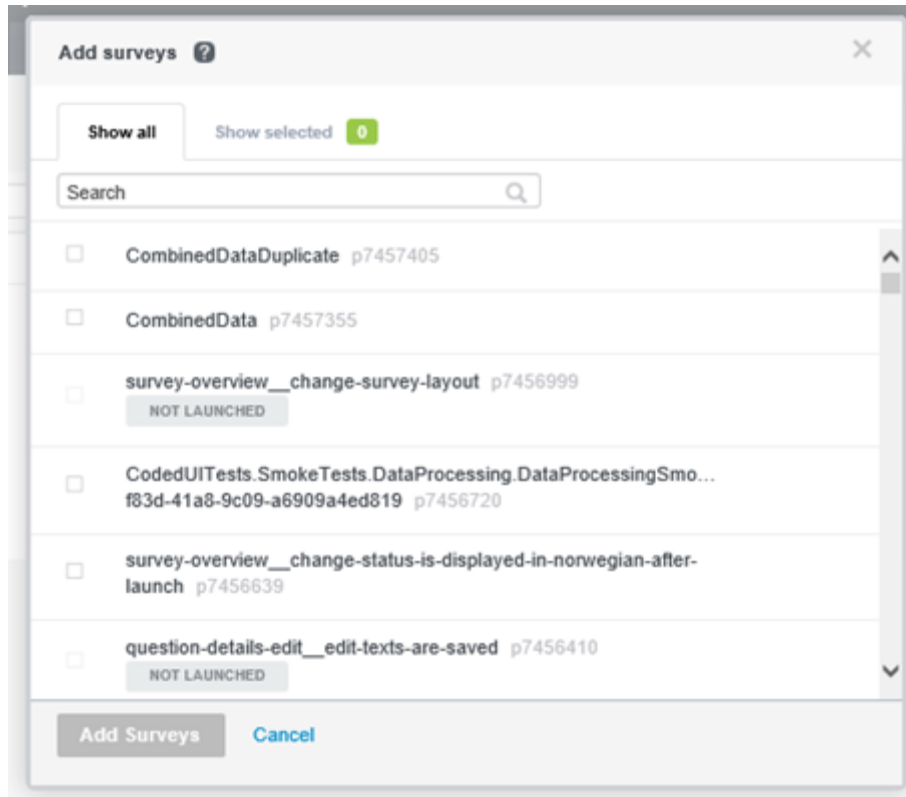 Add surveys ?
Show all Show selected 0
Search
CombinedDataDuplicate p7457405
CombinedData p7457355
survey-overview__change-survey-layout p7456999
NOT LAUNCHED
CodedUITests.SmokeTests.DataProcessing.DataProcessingSmo...
f83d-41a8-9c09-a6909a4ed819 p7456720
survey-overview__change-status-is-displayed-in-norwegian-after-
launch p7456639
question-details-edit__edit-texts-are-saved p7456410
NOT LAUNCHED
Add Surveys Cancel